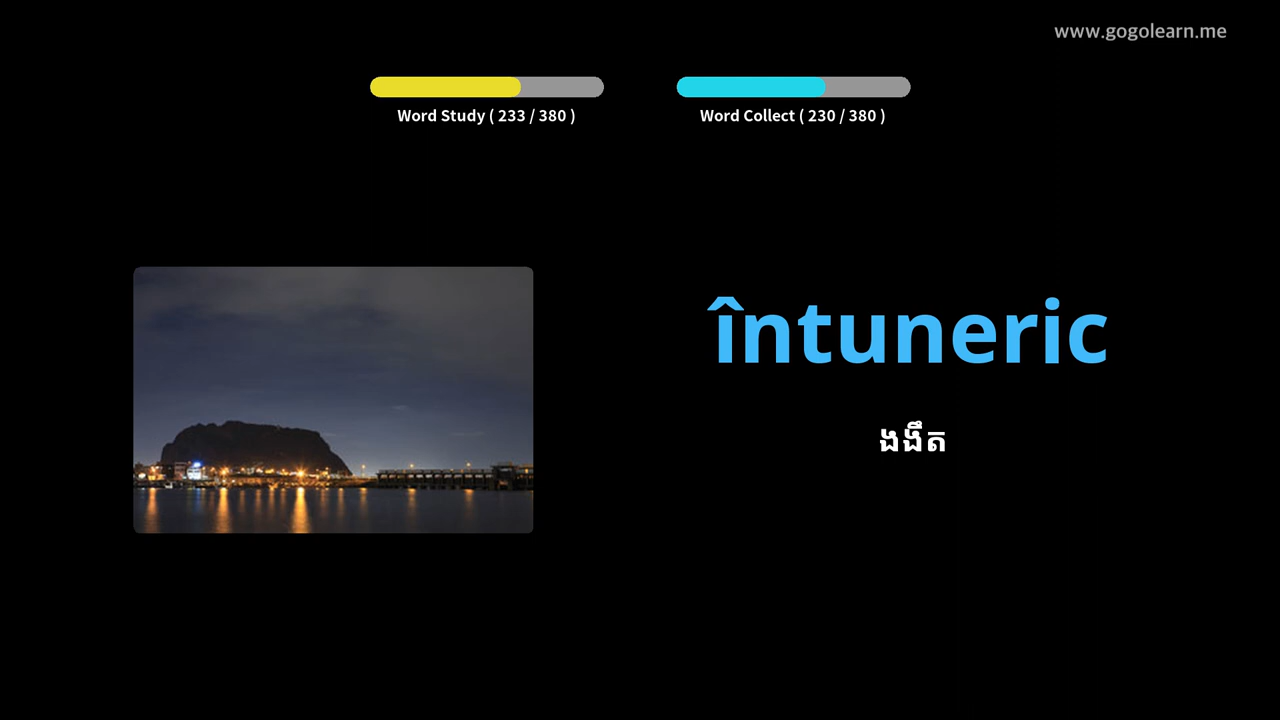 www.gogolearn.me
Word Study ( 233 / 380 )
Word Collect ( 230 / 380 )
întuneric
ងងឹត